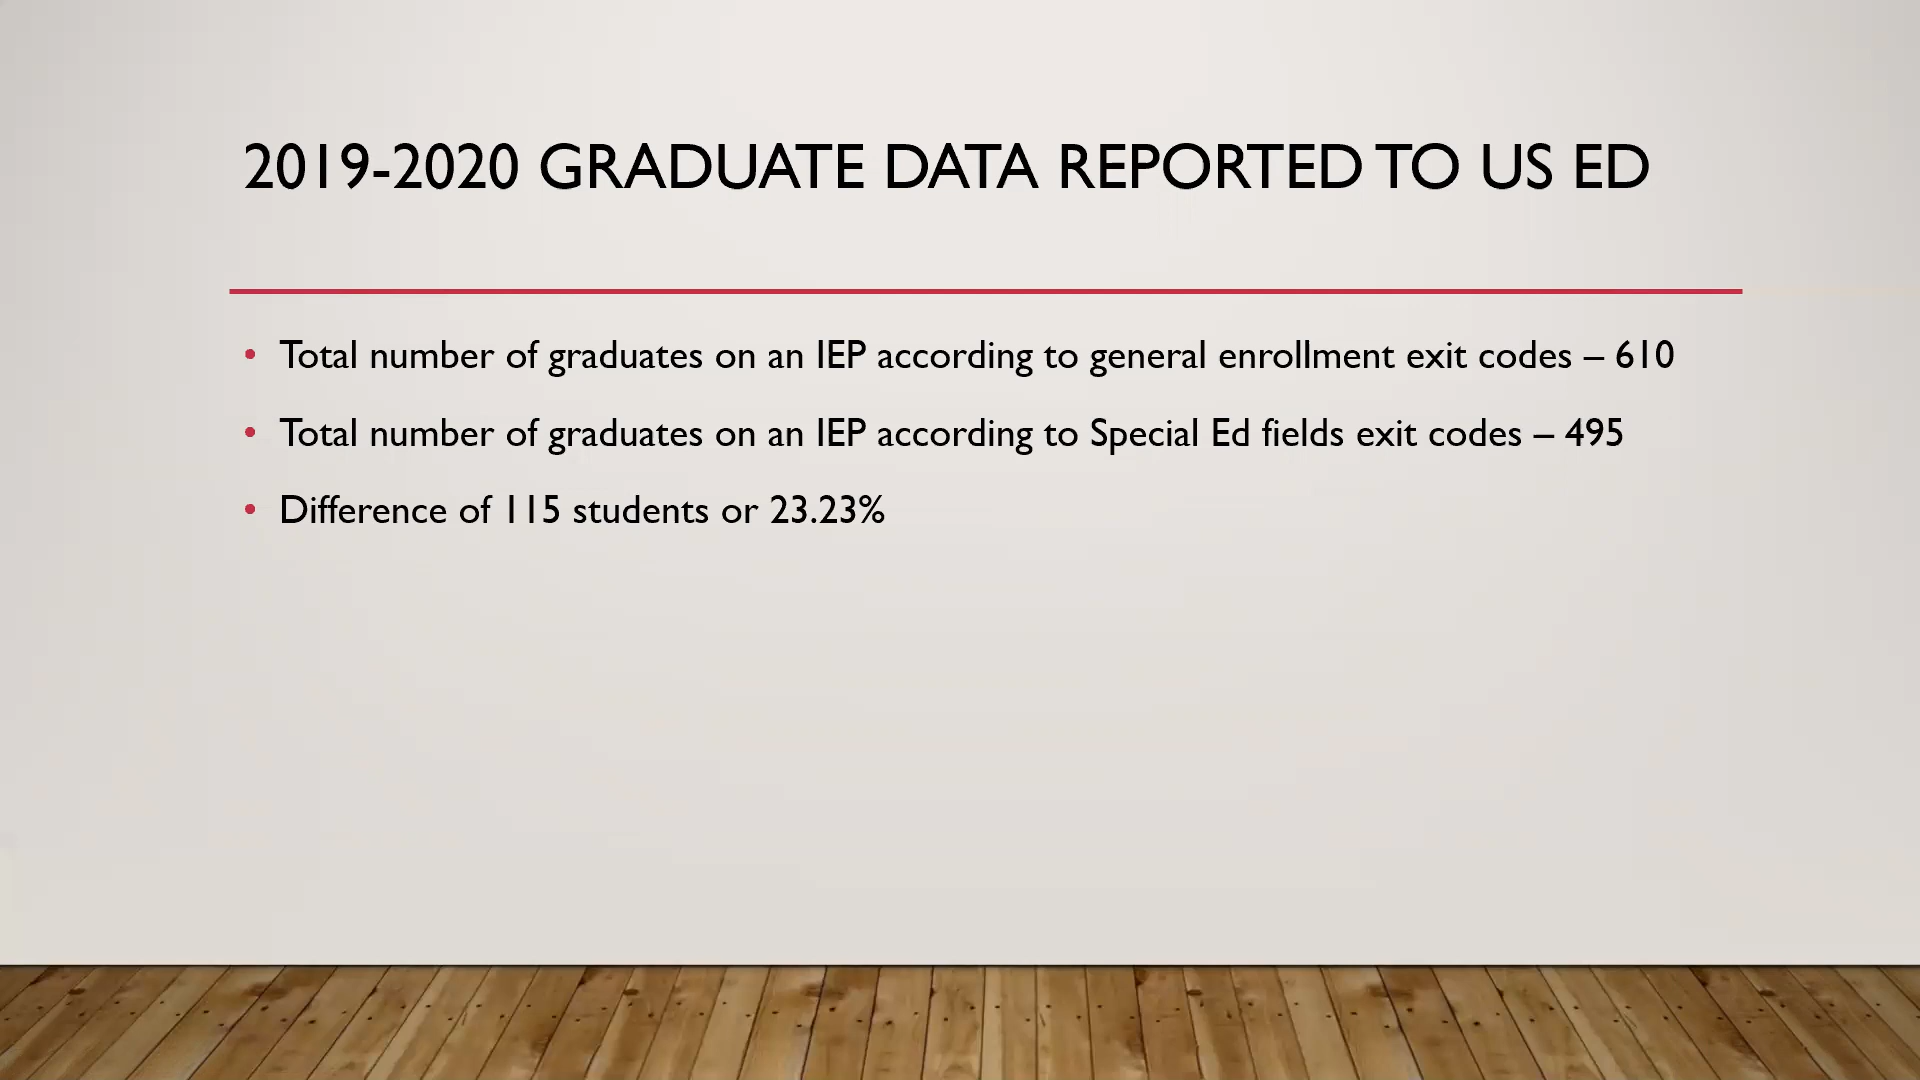 2019-2020 GRADUATE DATA REPORTED TO US ED
• Total number of graduates on an IEP according to general enrollment exit codes – 610
• Total number of graduates on an IEP according to Special Ed fields exit codes – 495
• Difference of 115 students or 23.23%